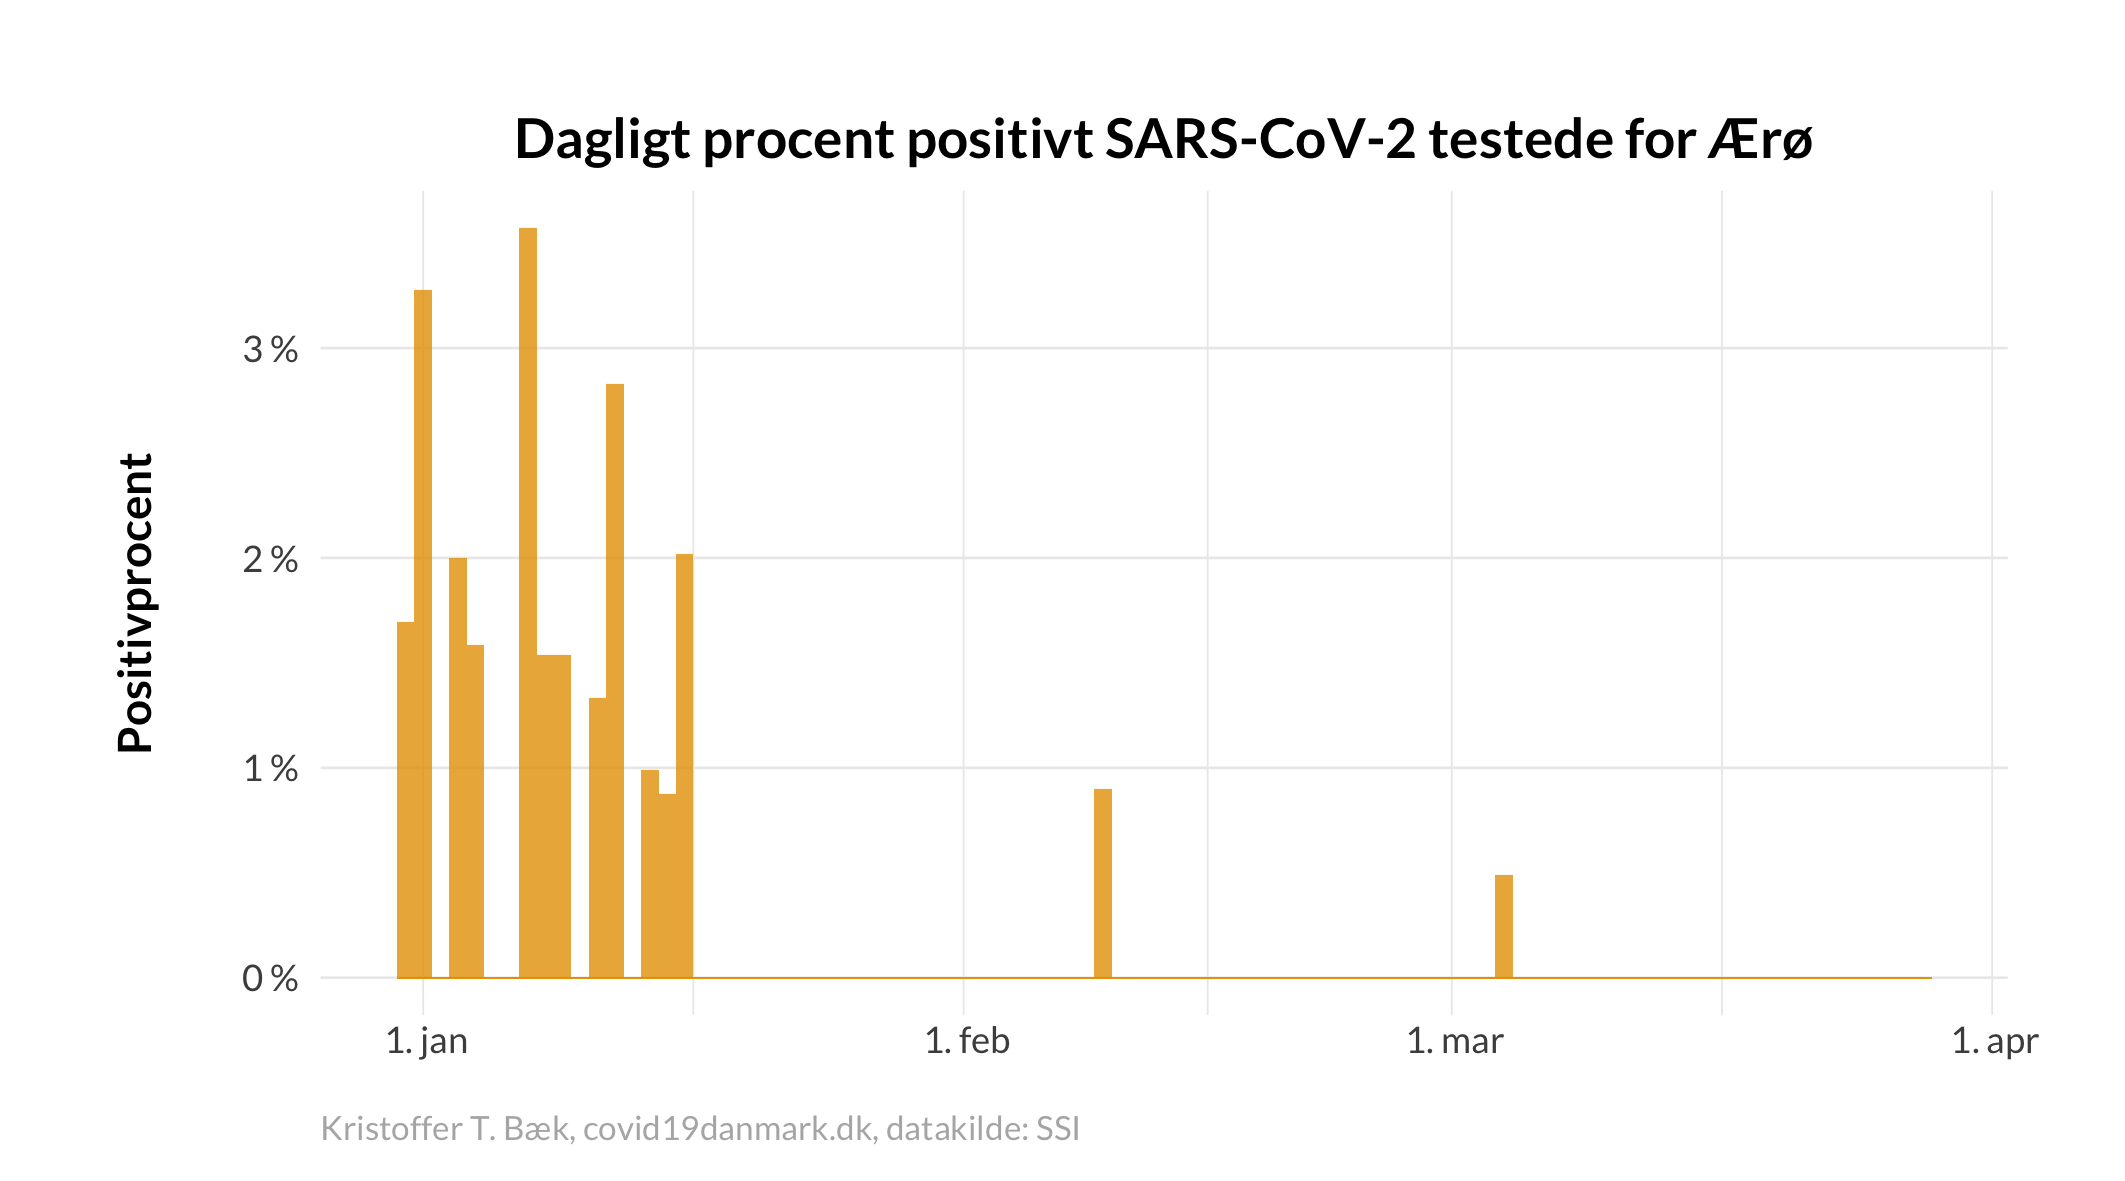 Dagligt procent positivt SARS-CoV-2 testede for Ærø
Positivprocent
3 %
2 %
1 %
0 %
1. jan
1. feb
1. mar
1. apr
Kristoffer T. Bæk, covid19danmark.dk, datakilde: SSI